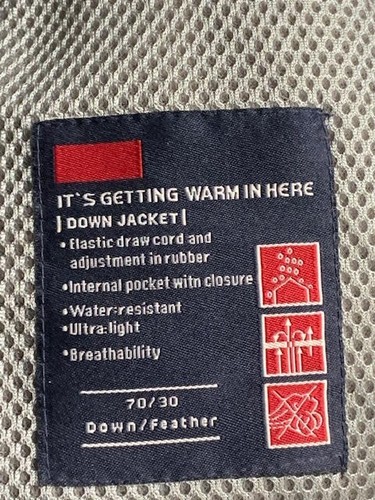 IT`S GETTING WARM IN HERE
| DOWN JACKET |
• Elastic draw cord and
adjustment in rubber
• Internal pocket witn closure
• Water:resistant
• Ultra:light
• Breathability
70/30
Down/Feather